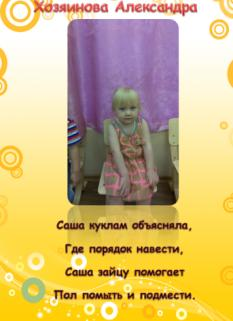 Хозяинова Александра
Саша куклам объясняла,
Где порядок навести,
Саша зайцу помогает
Пол помыть и подмести.